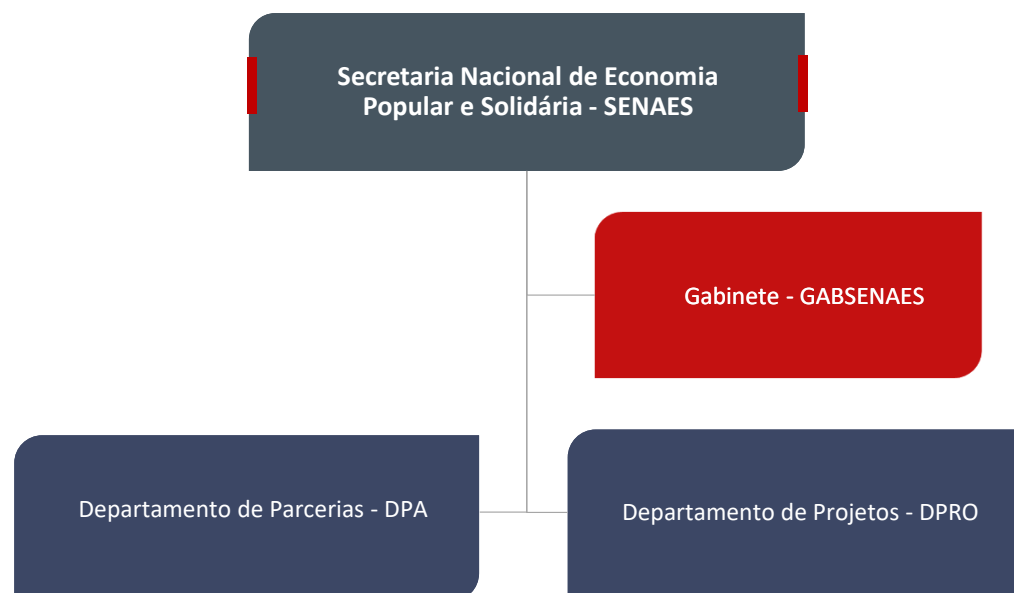 Secretaria Nacional de Economia
Popular e Solidária - SENAES
Gabinete - GABSENAES
Departamento de Parcerias - DPA
Departamento de Projetos - DPRO